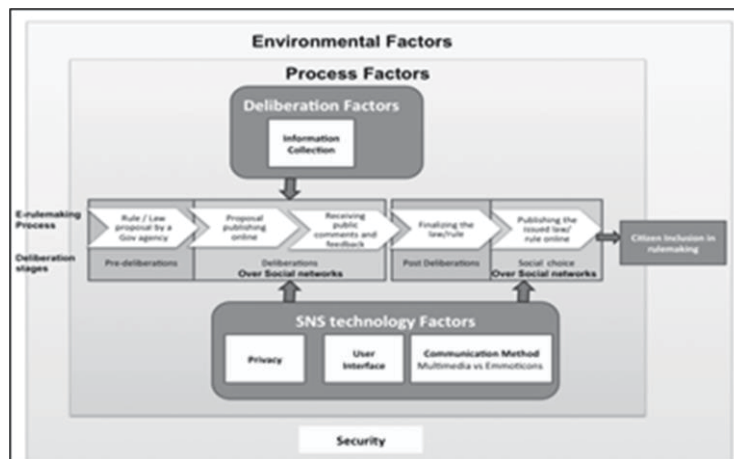 Environmental Factors
Process Factors
Deliberation Factors
Information
Collection
E-rulemaking
Process
Rule / Law
proposal by a
Gov agency
Proposal
publishing
online
Receiving
public
comments and
feedback
Finalizing the
law/rule
Publishing the
issued law/
rule online
Citizen Inclusion in
rulemaking
Deliberation
stages
Pre-deliberations
Deliberations
Over Social networks
Post Deliberations
Social choice
Over Social networks
SNS technology Factors
Privacy
User
Interface
Communication Method
Multimedia vs Emmoticons
Security